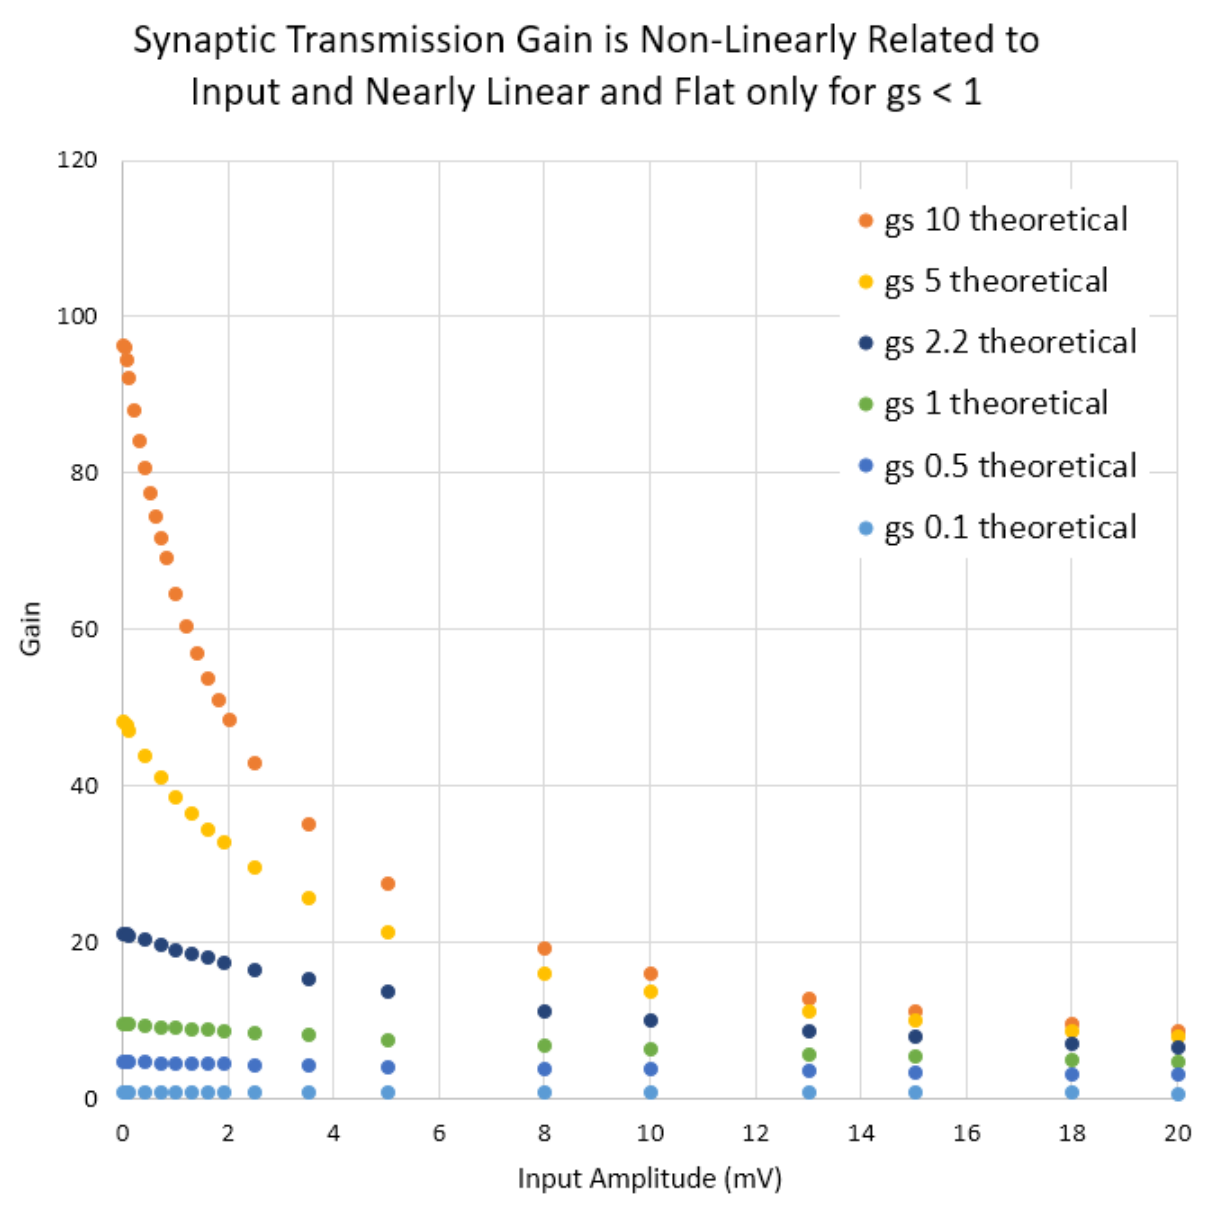 Synaptic Transmission Gain is Non-Linearly Related to
Input and Nearly Linear and Flat only for gs < 1
120
100
80
60
40
20
0
Gain
gs 10 theoretical
gs 5 theoretical
gs 2.2 theoretical
gs 1 theoretical
gs 0.5 theoretical
gs 0.1 theoretical
0 2 4 6 8 10 12 14 16 18 20
Input Amplitude (mV)